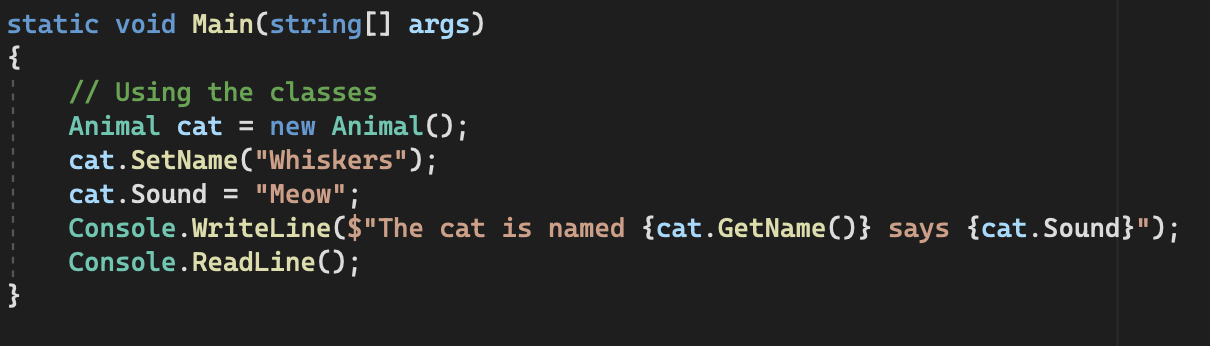 static void Main(string[] args)
{
    // Using the classes
    Animal cat = new Animal();
    cat.SetName("Whiskers");
    cat.Sound = "Meow";
    Console.WriteLine($"The cat is named {cat.GetName()} says {cat.Sound}");
    Console.ReadLine();
}